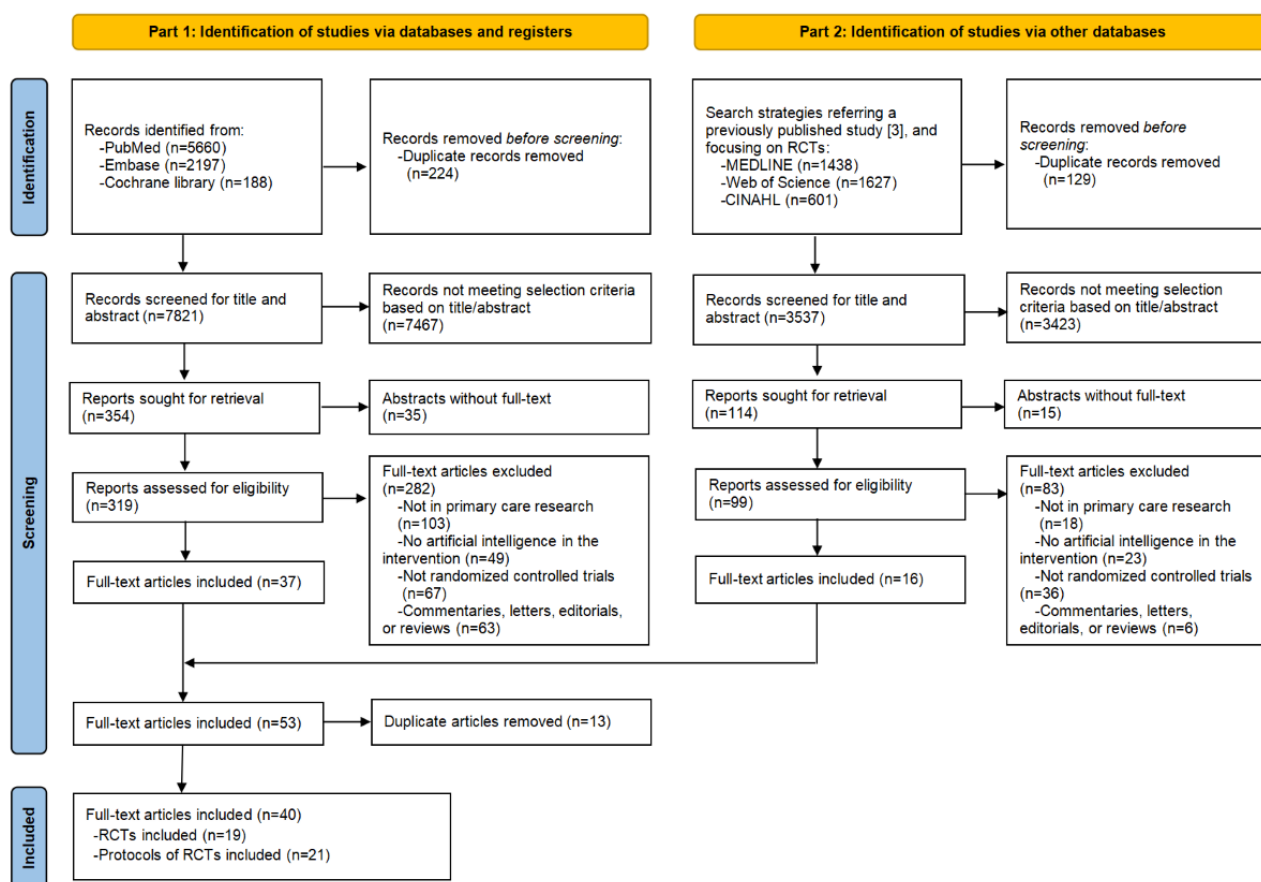 Part 1: Identification of studies via databases and registers
Part 2: Identification of studies via other databases
Identification
Records identified from:
-PubMed (n=5660)
-Embase (n=2197)
-Cochrane library (n=188)
Records removed before screening:
-Duplicate records removed
(n=224)
Search strategies referring a
previously published study [3], and
focusing on RCTs:
-MEDLINE (n=1438)
-Web of Science (n=1627)
-CINAHL (n=601)
Records removed before
screening:
-Duplicate records removed
(n=129)
Screening
Records screened for title and
abstract (n=7821)
Records not meeting selection criteria
based on title/abstract
(n=7467)
Records screened for title and
abstract (n=3537)
Records not meeting selection
criteria based on title/abstract
(n=3423)
Reports sought for retrieval
(n=354)
Abstracts without full-text
(n=35)
Reports sought for retrieval
(n=114)
Abstracts without full-text
(n=15)
Reports assessed for eligibility
(n=319)
Full-text articles excluded
(n=282)
-Not in primary care research
(n=103)
-No artificial intelligence in the
intervention (n=49)
-Not randomized controlled trials
(n=67)
-Commentaries, letters, editorials,
or reviews (n=63)
Reports assessed for eligibility
(n=99)
Full-text articles excluded
(n=83)
-Not in primary care research
(n=18)
-No artificial intelligence in the
intervention (n=23)
-Not randomized controlled trials
(n=36)
-Commentaries, letters,
editorials, or reviews (n=6)
Full-text articles included (n=37)
Full-text articles included (n=16)
Full-text articles included (n=53)
Duplicate articles removed (n=13)
Included
Full-text articles included (n=40)
-RCTs included (n=19)
-Protocols of RCTs included (n=21)